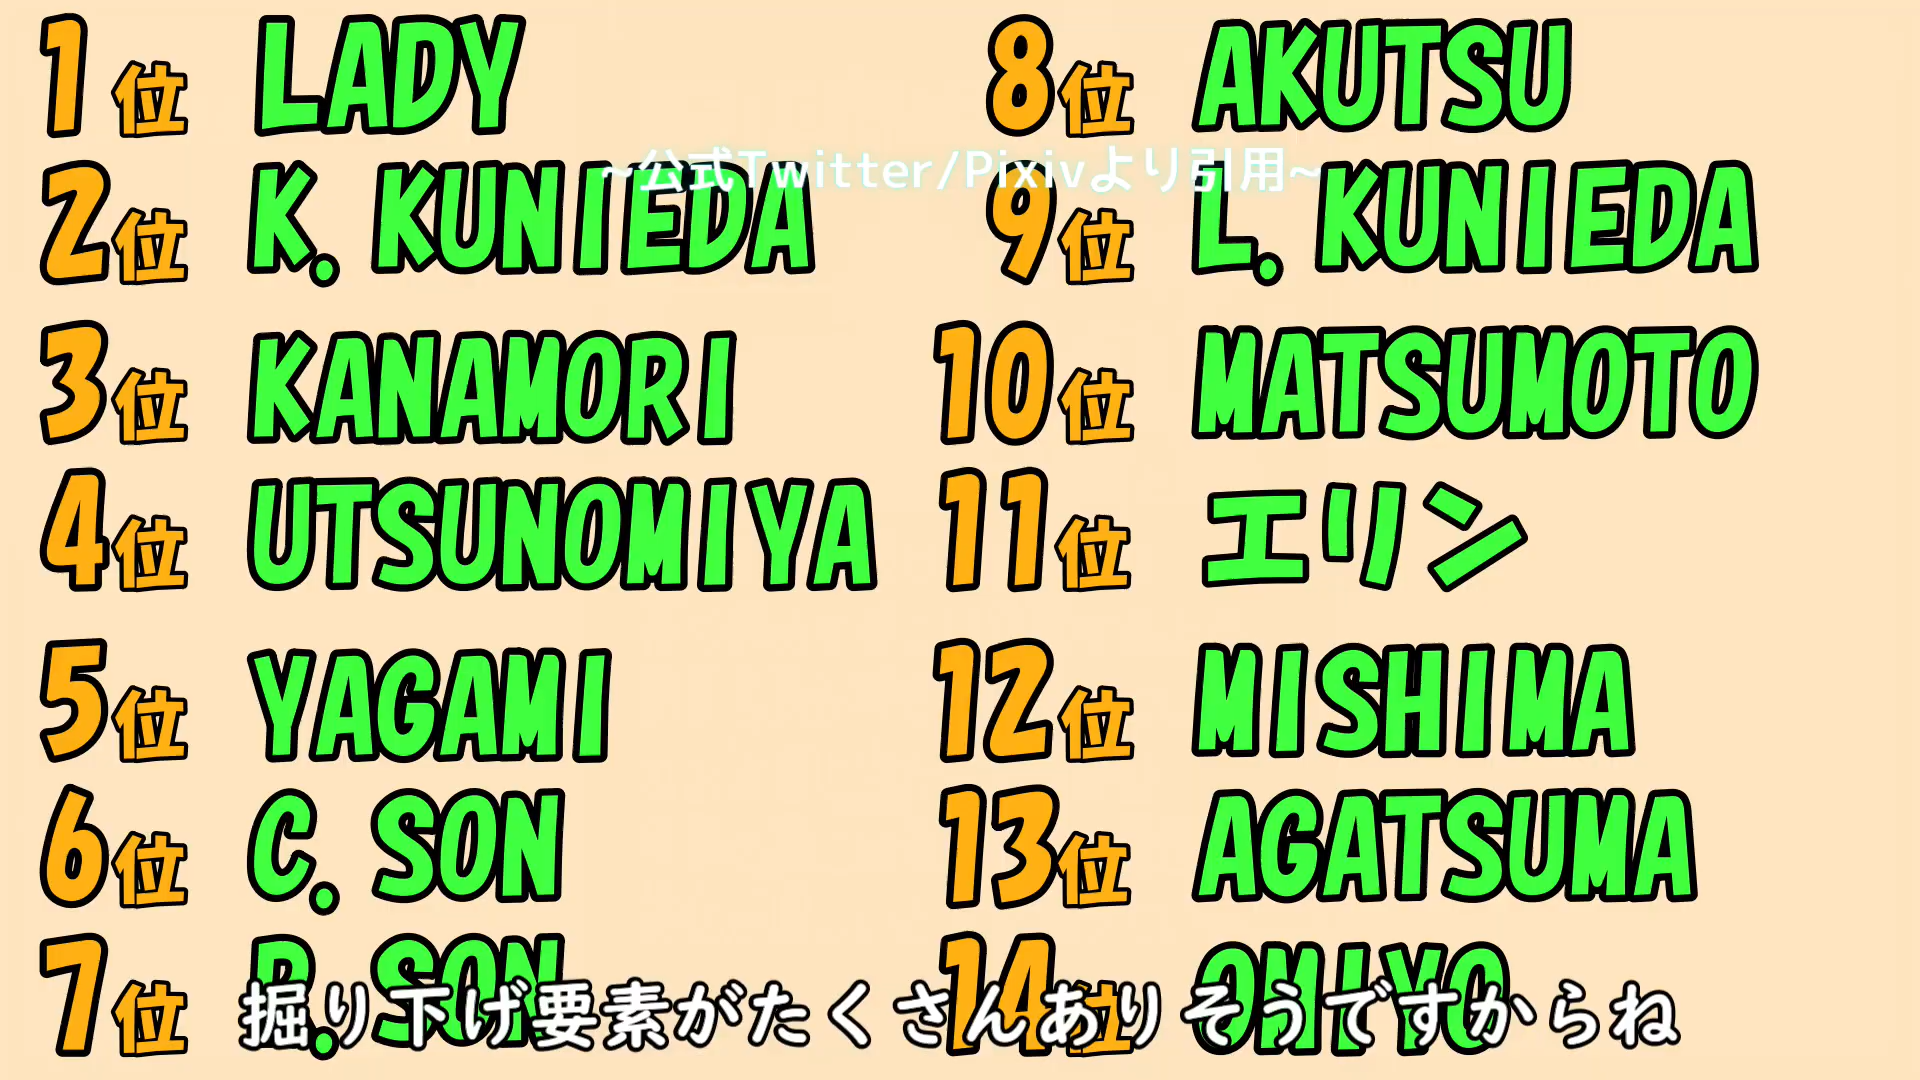 1位 LADY
2位 K. KUNIEDA
3位 KANAMORI
4位 UTSUNOMIYA
5位 YAGAMI
6位 C. SON
7位 R. SON
8位 AKUTSU
~公式Twitter/Pixivより引用~
9位 L. KUNIEDA
10位 MATSUMOTO
11位 エリン
12位 MISHIMA
13位 AGATSUMA
14位 OMIYO
掘り下げ要素がたくさんありそうですからね